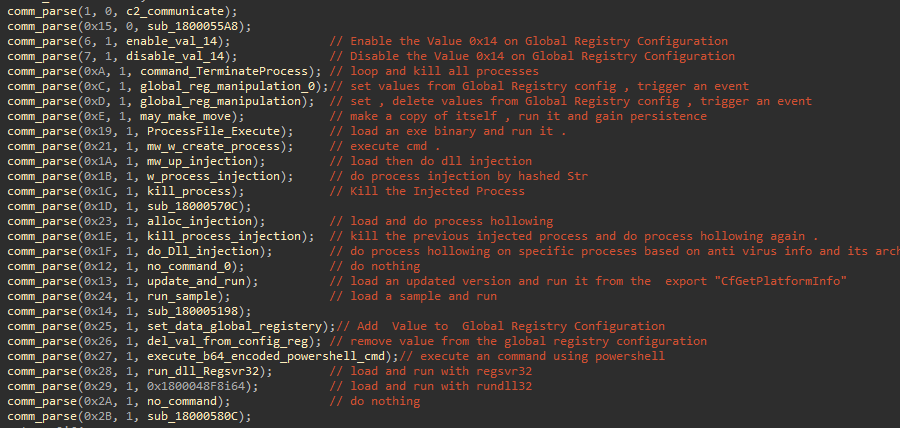 comm_parse(1, 0, c2_communicate);
comm_parse(0x15, 0, sub_1800055A8);
comm_parse(6, 1, enable_val_14); // Enable the Value 0x14 on Global Registry Configuration
comm_parse(7, 1, disable_val_14); // Disable the Value 0x14 on Global Registry Configuration
comm_parse(0xA, 1, command_TerminateProcess); // loop and kill all processes
comm_parse(0xC, 1, global_reg_manipulation_0);// set values from Global Registry config , trigger an event
comm_parse(0xD, 1, global_reg_manipulation); // set , delete values from Global Registry config , trigger an event
comm_parse(0xE, 1, may_make_move); // make a copy of itself , run it and gain persistence
comm_parse(0x19, 1, ProcessFile_Execute); // load an exe binary and run it .
comm_parse(0x21, 1, mw_w_create_process); // execute cmd .
comm_parse(0x1A, 1, mw_up_injection); // load then do dll injection
comm_parse(0x1B, 1, w_process_injection); // do process injection by hashed Str
comm_parse(0x1C, 1, kill_process); // Kill the Injected Process
comm_parse(0x1D, 1, sub_18000570C);
comm_parse(0x23, 1, alloc_injection); // load and do process hollowing
comm_parse(0x1E, 1, kill_process_injection); // kill the previous injected process and do process hollowing again .
comm_parse(0x1F, 1, do_Dll_injection); // do process hollowing on specific proceses based on anti virus info and its arch
comm_parse(0x12, 1, no_command_0); // do nothing
comm_parse(0x13, 1, update_and_run); // load an updated version and run it from the  export "CfGetPlatformInfo"
comm_parse(0x24, 1, run_sample); // load a sample and run
comm_parse(0x14, 1, sub_180005198);
comm_parse(0x25, 1, set_data_global_registery);// Add  Value to  Global Registry Configuration
comm_parse(0x26, 1, del_val_from_config_reg); // remove value from the global registry configuration
comm_parse(0x27, 1, execute_b64_encoded_powershell_cmd);// execute an command using powershell
comm_parse(0x28, 1, run_dll_Regsvr32); // load and run with regsvr32
comm_parse(0x29, 1, 0x1800048F8i64); // load and run with rundll32
comm_parse(0x2A, 1, no_command); // do nothing
comm_parse(0x2B, 1, sub_18000580C);